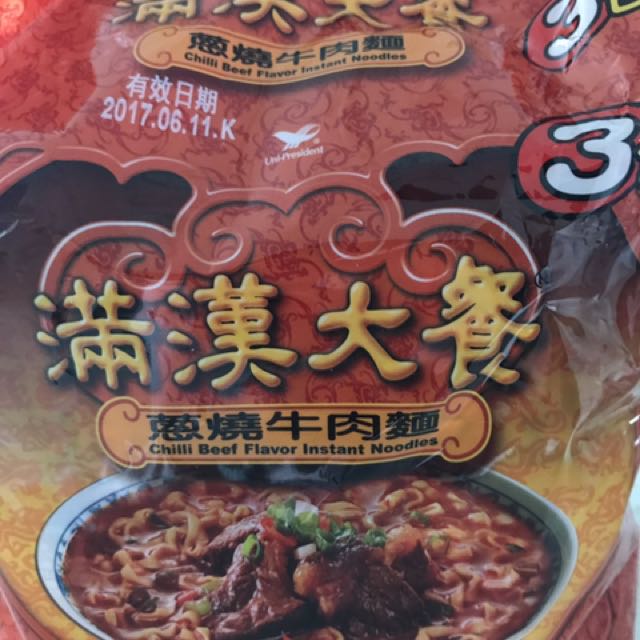 滿漢大餐
蔥燒牛肉麵
Chilli Beef Flavor Instant Noodles
有效日期
2017.06.11.K
Uni-President
3
滿漢大餐
蔥燒牛肉麵
Chilli Beef Flavor Instant Noodles